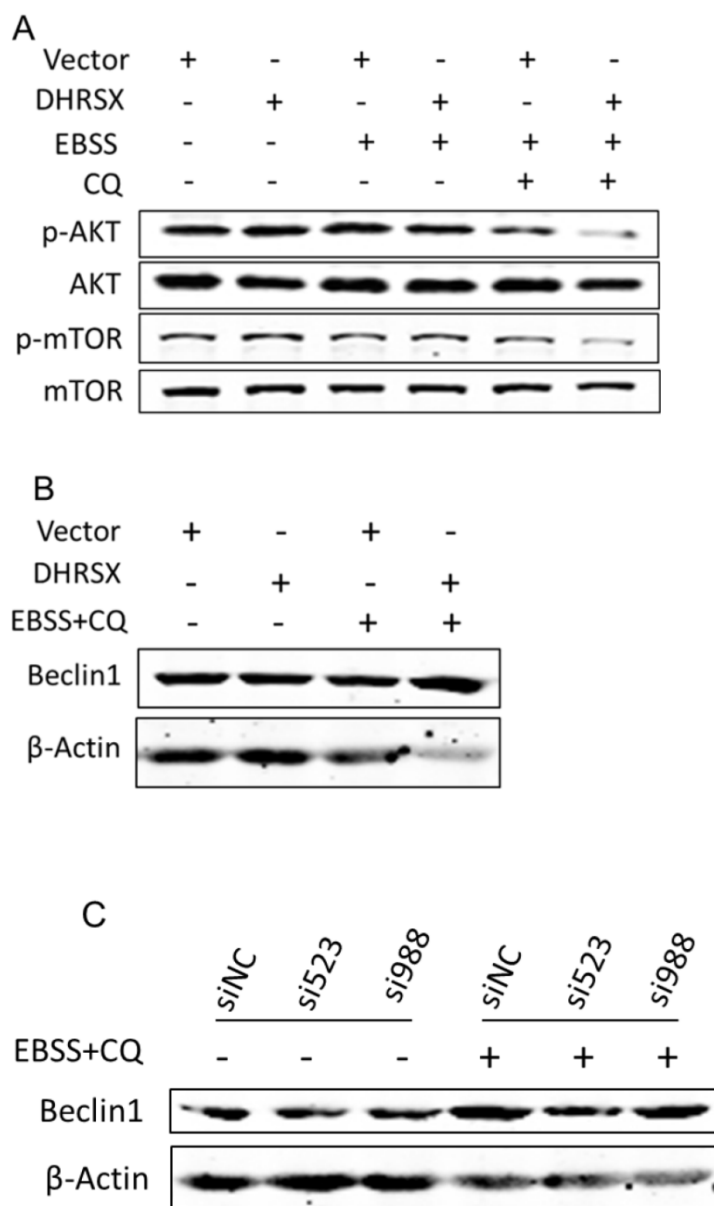 A
Vector + - + - + -
DHRSX - + - + - +
EBSS - - + + + +
CQ - - - - + +
p-AKT
AKT
p-mTOR
mTOR
B
Vector + - + -
DHRSX - + - +
EBSS+CQ - - + +
Beclin1
β-Actin
C
siNC si523 si988 siNC si523 si988
EBSS+CQ - - - + + +
Beclin1
β-Actin